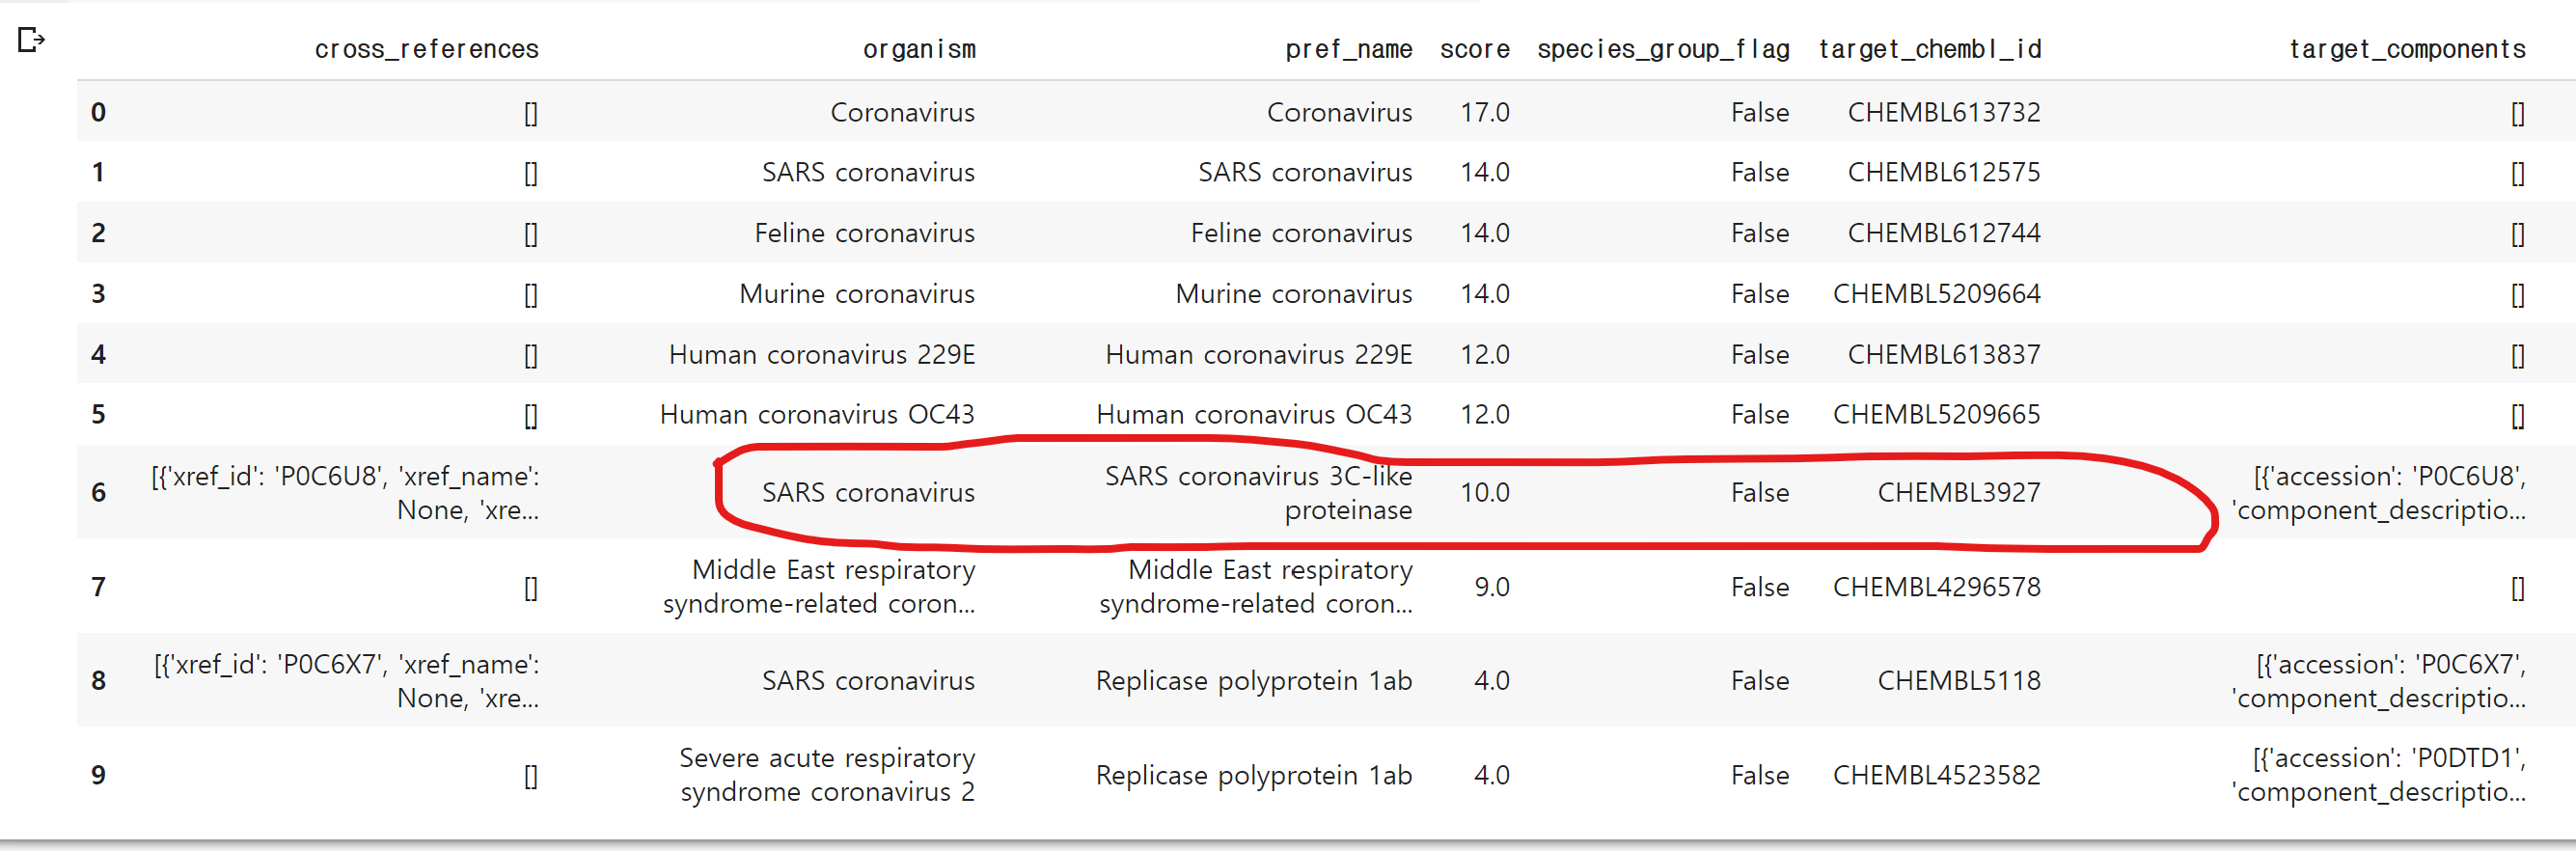 cross_references organism pref_name score species_group_flag target_chembl_id target_components
0 [] Coronavirus Coronavirus 17.0 False CHEMBL613732 []
1 [] SARS coronavirus SARS coronavirus 14.0 False CHEMBL612575 []
2 [] Feline coronavirus Feline coronavirus 14.0 False CHEMBL612744 []
3 [] Murine coronavirus Murine coronavirus 14.0 False CHEMBL5209664 []
4 [] Human coronavirus 229E Human coronavirus 229E 12.0 False CHEMBL613837 []
5 [] Human coronavirus OC43 Human coronavirus OC43 12.0 False CHEMBL5209665 []
[{'xref_id': 'P0C6U8', 'xref_name': SARS coronavirus 3C-like [{'accession': 'P0C6U8',
6 SARS coronavirus 10.0 False CHEMBL3927
None, 'xre... proteinase 'component_descriptio...
Middle East respiratory Middle East respiratory
7 [] 9.0 False CHEMBL4296578 []
syndrome-related coron... syndrome-related coron...
[{'xref_id': 'P0C6X7', 'xref_name': [{'accession': 'P0C6X7',
8 SARS coronavirus Replicase polyprotein 1ab 4.0 False CHEMBL5118
None, 'xre... 'component_descriptio...
Severe acute respiratory [{'accession': 'P0DTD1',
9 [] Replicase polyprotein 1ab 4.0 False CHEMBL4523582
syndrome coronavirus 2 'component_descriptio...